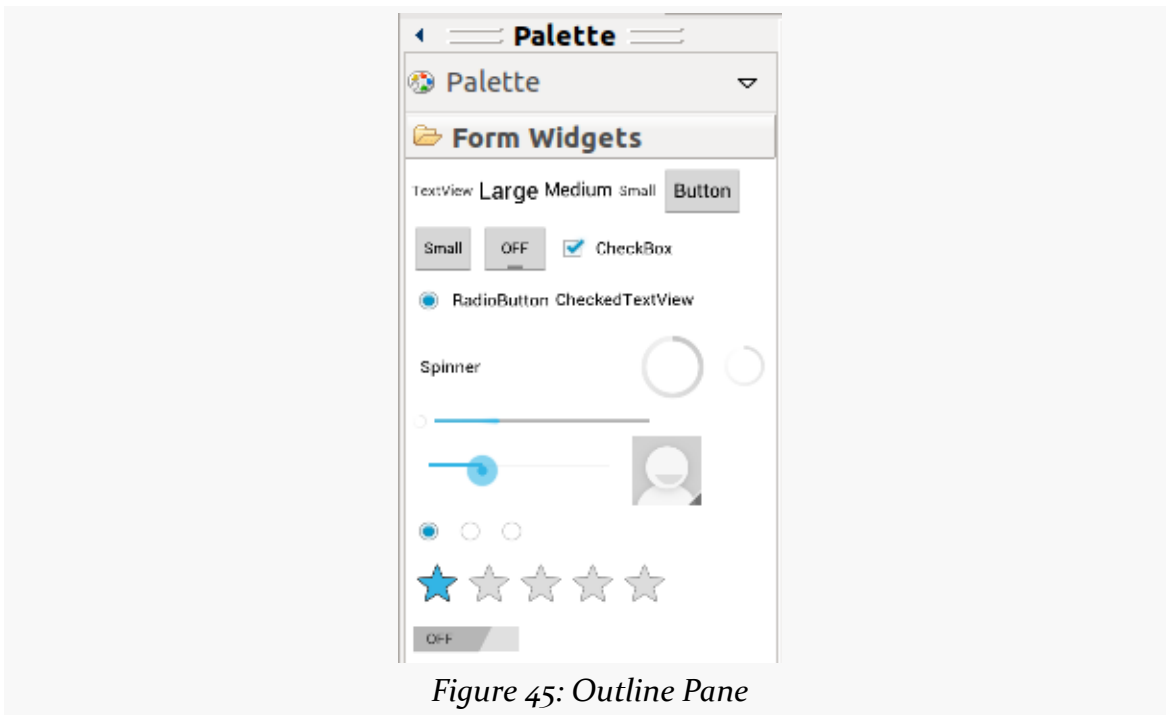 Palette
Palette
Form Widgets
TextView Large Medium Small Button
Small OFF CheckBox
RadioButton CheckedTextView
Spinner
OFF
Figure 45: Outline Pane